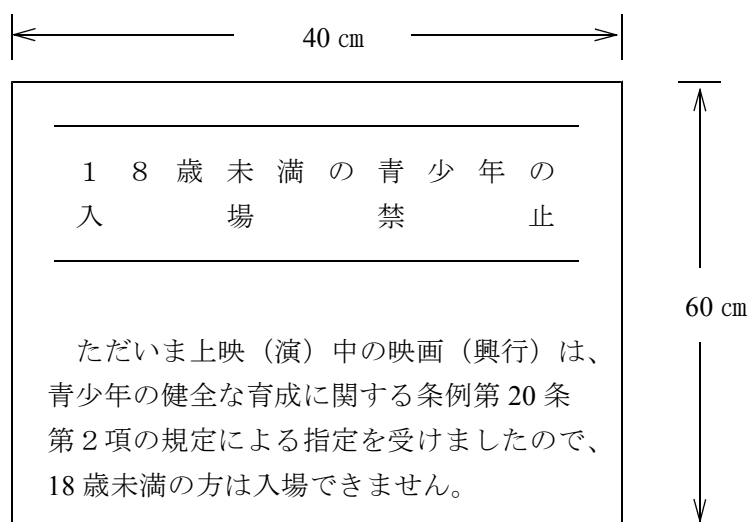 40 ㎝
１８歳未満の青少年の
入場禁止
60 ㎝
ただいま上映（演）中の映画（興行）は、
青少年の健全な育成に関する条例第 20 条
第２項の規定による指定を受けましたので、
18 歳未満の方は入場できません。